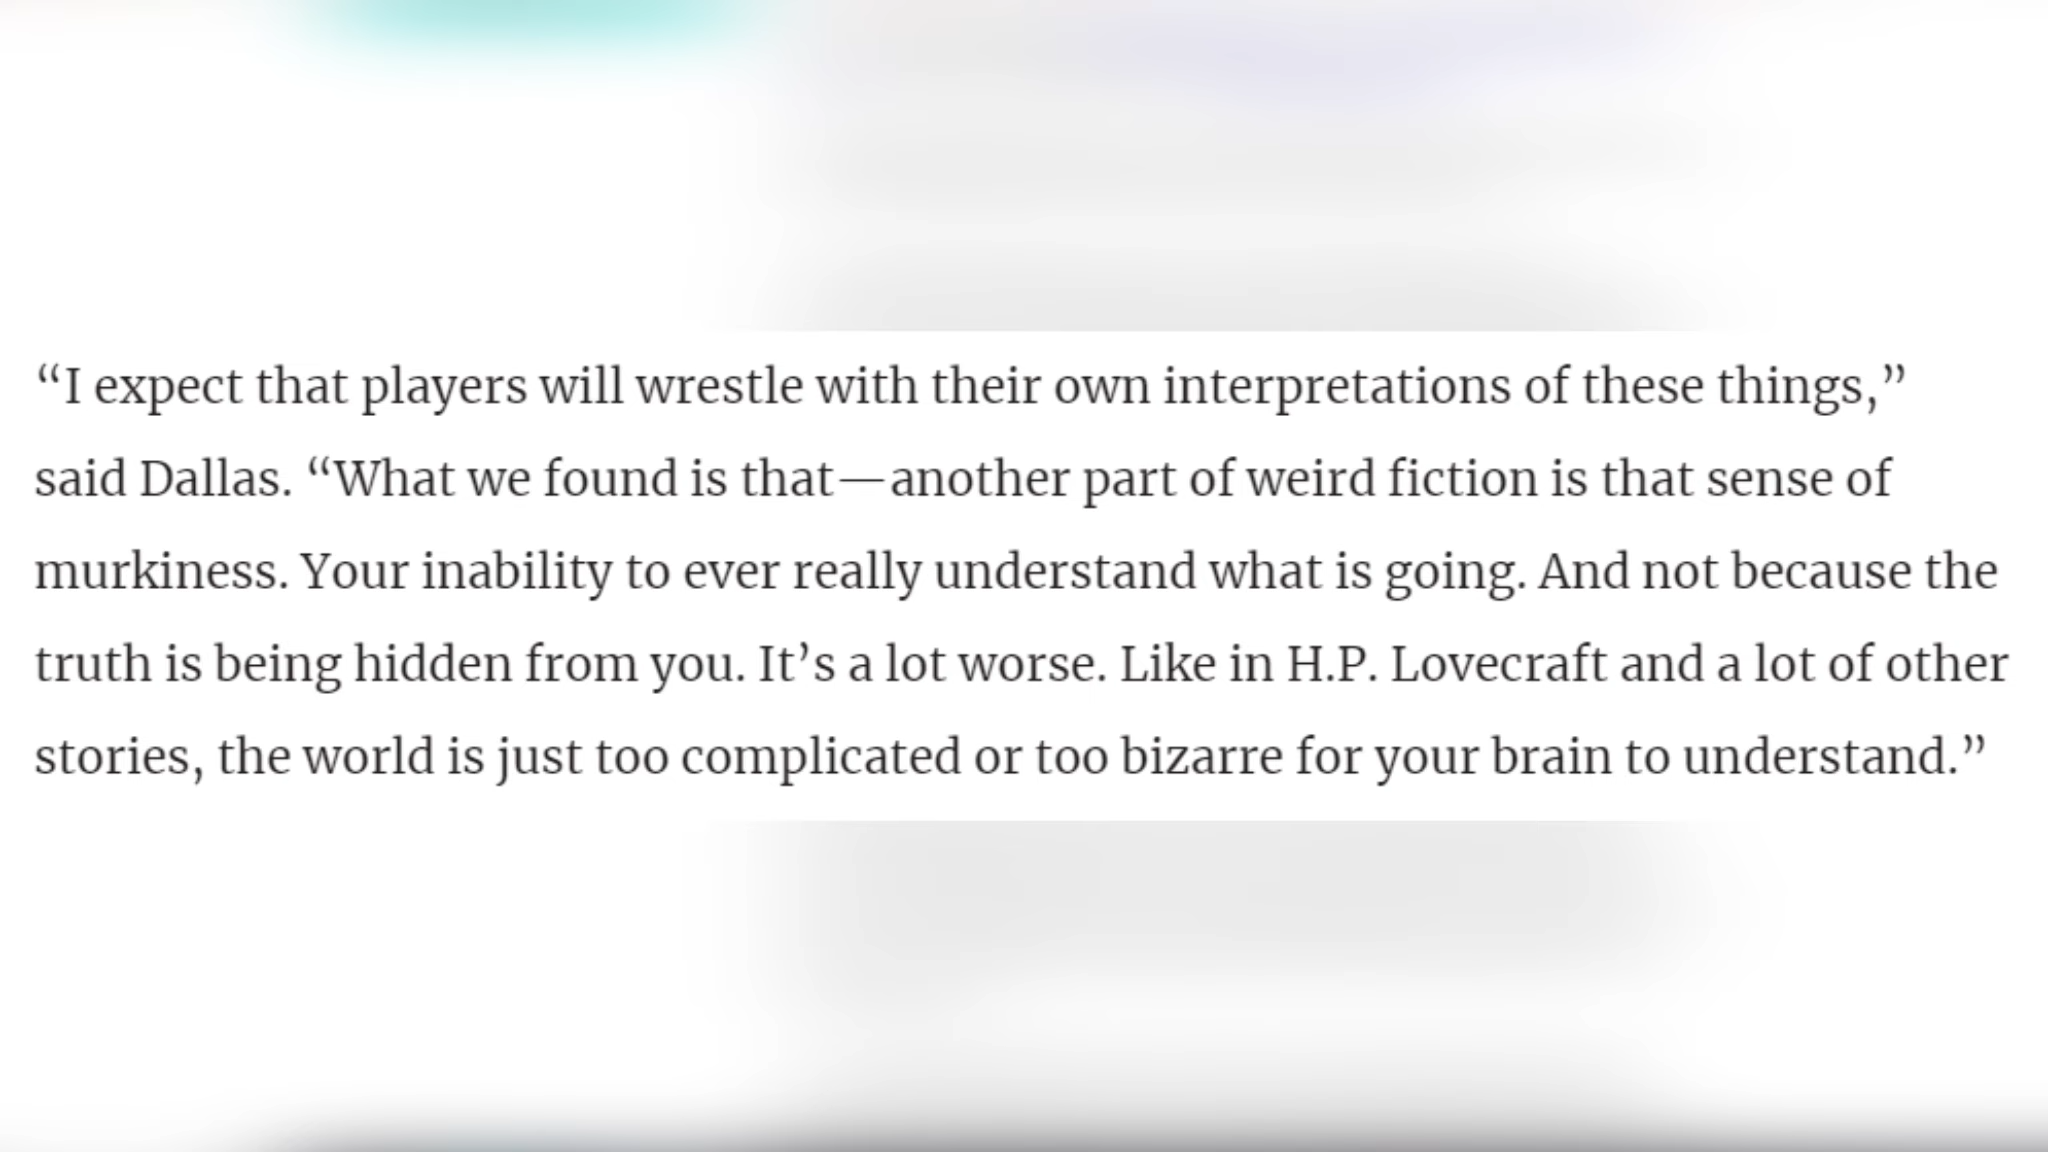 “I expect that players will wrestle with their own interpretations of these things,”
said Dallas. “What we found is that—another part of weird fiction is that sense of
murkiness. Your inability to ever really understand what is going. And not because the
truth is being hidden from you. It’s a lot worse. Like in H.P. Lovecraft and a lot of other
stories, the world is just too complicated or too bizarre for your brain to understand.”